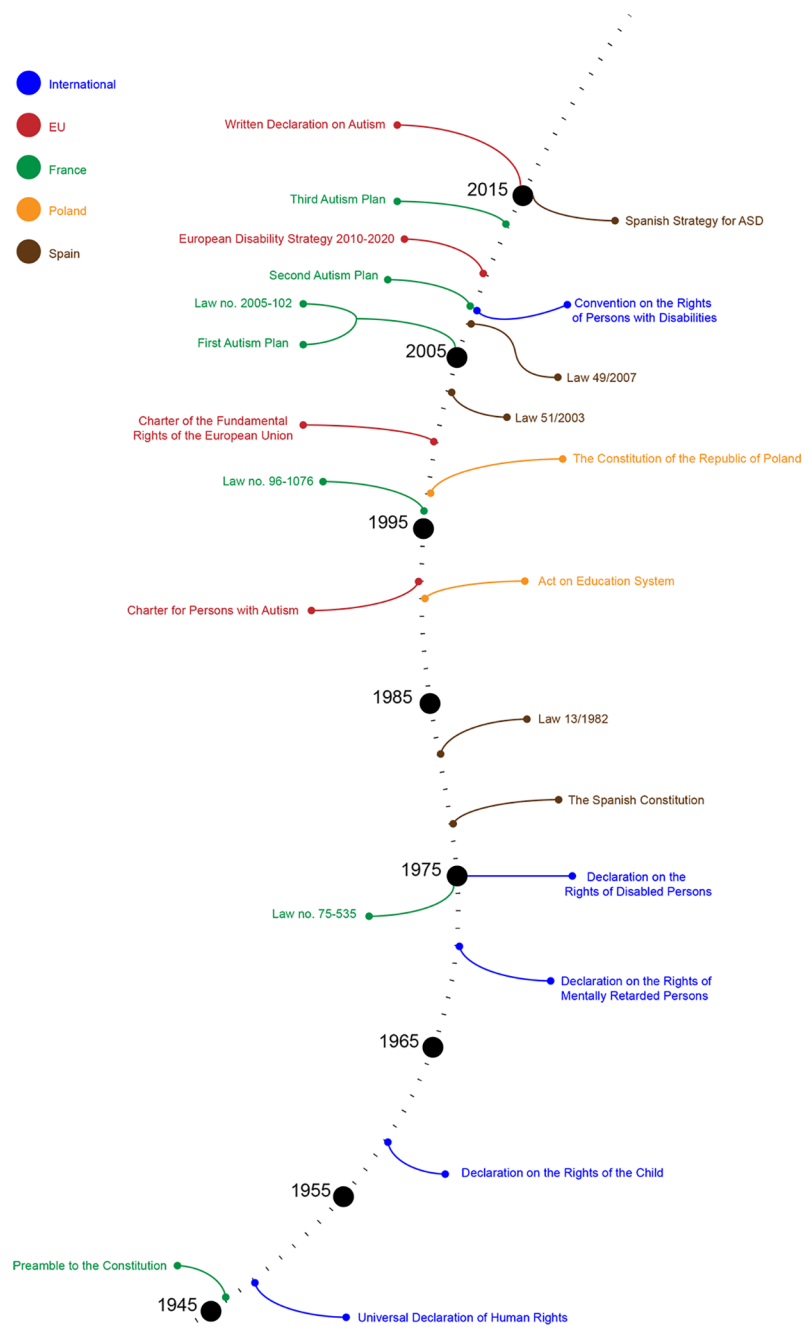 International
EU
France
Poland
Spain
Written Declaration on Autism
2015
Third Autism Plan
Spanish Strategy for ASD
European Disability Strategy 2010-2020
Second Autism Plan
Law no. 2005-102
Convention on the Rights
of Persons with Disabilities
First Autism Plan
2005
Law 49/2007
Law 51/2003
Charter of the Fundamental
Rights of the European Union
The Constitution of the Republic of Poland
Law no. 96-1076
1995
Act on Education System
Charter for Persons with Autism
1985
Law 13/1982
The Spanish Constitution
1975
Declaration on the
Rights of Disabled Persons
Law no. 75-535
Declaration on the Rights of
Mentally Retarded Persons
1965
Declaration on the Rights of the Child
1955
Preamble to the Constitution
1945
Universal Declaration of Human Rights